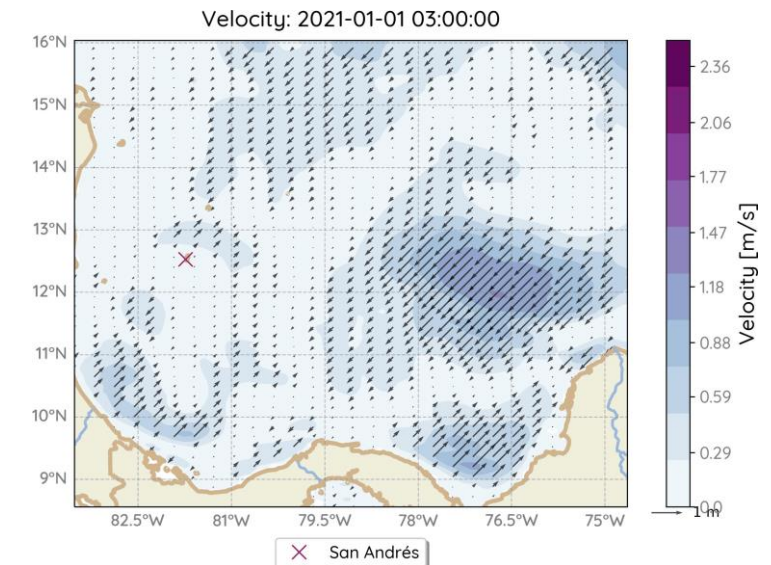 Velocity: 2021-01-01 03:00:00
16°N
15°N
14°N
13°N
12°N
11°N
10°N
9°N
82.5°W
81°W
79.5°W
78°W
76.5°W
75°W
2.36
2.06
1.77
1.47
1.18
0.88
0.59
0.29
0.0
Velocity [m/s]
1 m
San Andrés